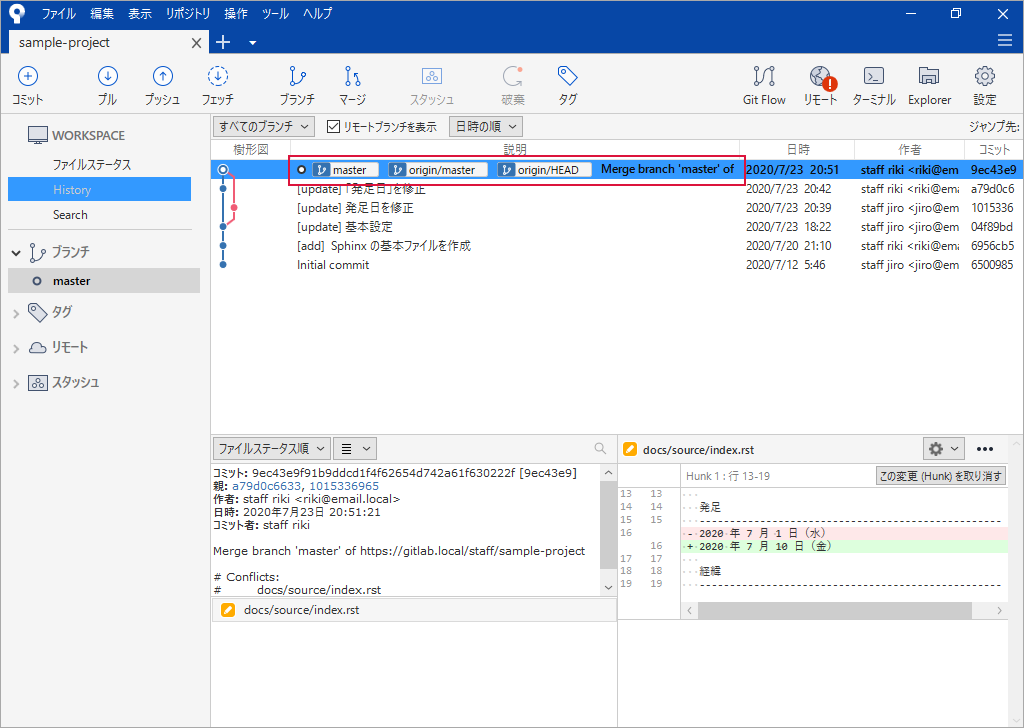 ファイル 編集 表示 リポジトリ 操作 ツール ヘルプ
sample-project
コミット プル プッシュ フェッチ ブランチ マージ スタッシュ 破棄 タグ Git Flow リモート ターミナル Explorer 設定
WORKSPACE
ファイルステータス
History
Search
ブランチ
master
タグ
リモート
スタッシュ
すべてのブランチ リモートブランチを表示 日時の順 ジャンプ先:
樹形図 説明 日時 作者 コミット
master origin/master origin/HEAD Merge branch 'master' of 2020/7/23 20:51 staff riki <riki@em 9ec43e9
[update] 「発足日」を修正 2020/7/23 20:42 staff riki <riki@ema a79d0c6
[update] 発足日を修正 2020/7/23 20:39 staff jiro <jiro@em 1015336
[update] 基本設定 2020/7/23 18:22 staff jiro <jiro@em 04f89bd
[add] Sphinx の基本ファイルを作成 2020/7/20 21:10 staff riki <riki@ema 6956cb5
Initial commit 2020/7/12 5:46 staff jiro <jiro@em 6500985
ファイルステータス順
コミット: 9ec43e9f91b9ddcd1f4f62654d742a61f630222f [9ec43e9]
親: a79d0c6633, 1015336965
作者: staff riki <riki@email.local>
日時: 2020年7月23日 20:51:21
コミット者: staff riki
Merge branch 'master' of https://gitlab.local/staff/sample-project
# Conflicts:
# docs/source/index.rst
docs/source/index.rst
docs/source/index.rst
Hunk 1 : 行 13-19 この変更 (Hunk) を取り消す
13 13
14 14 発足
15 15 ----------------------------------------
16 - 2020 年 7 月 1 日 (水)
16 + 2020 年 7 月 10 日 (金)
17 17
18 18 経緯
19 19 ----------------------------------------